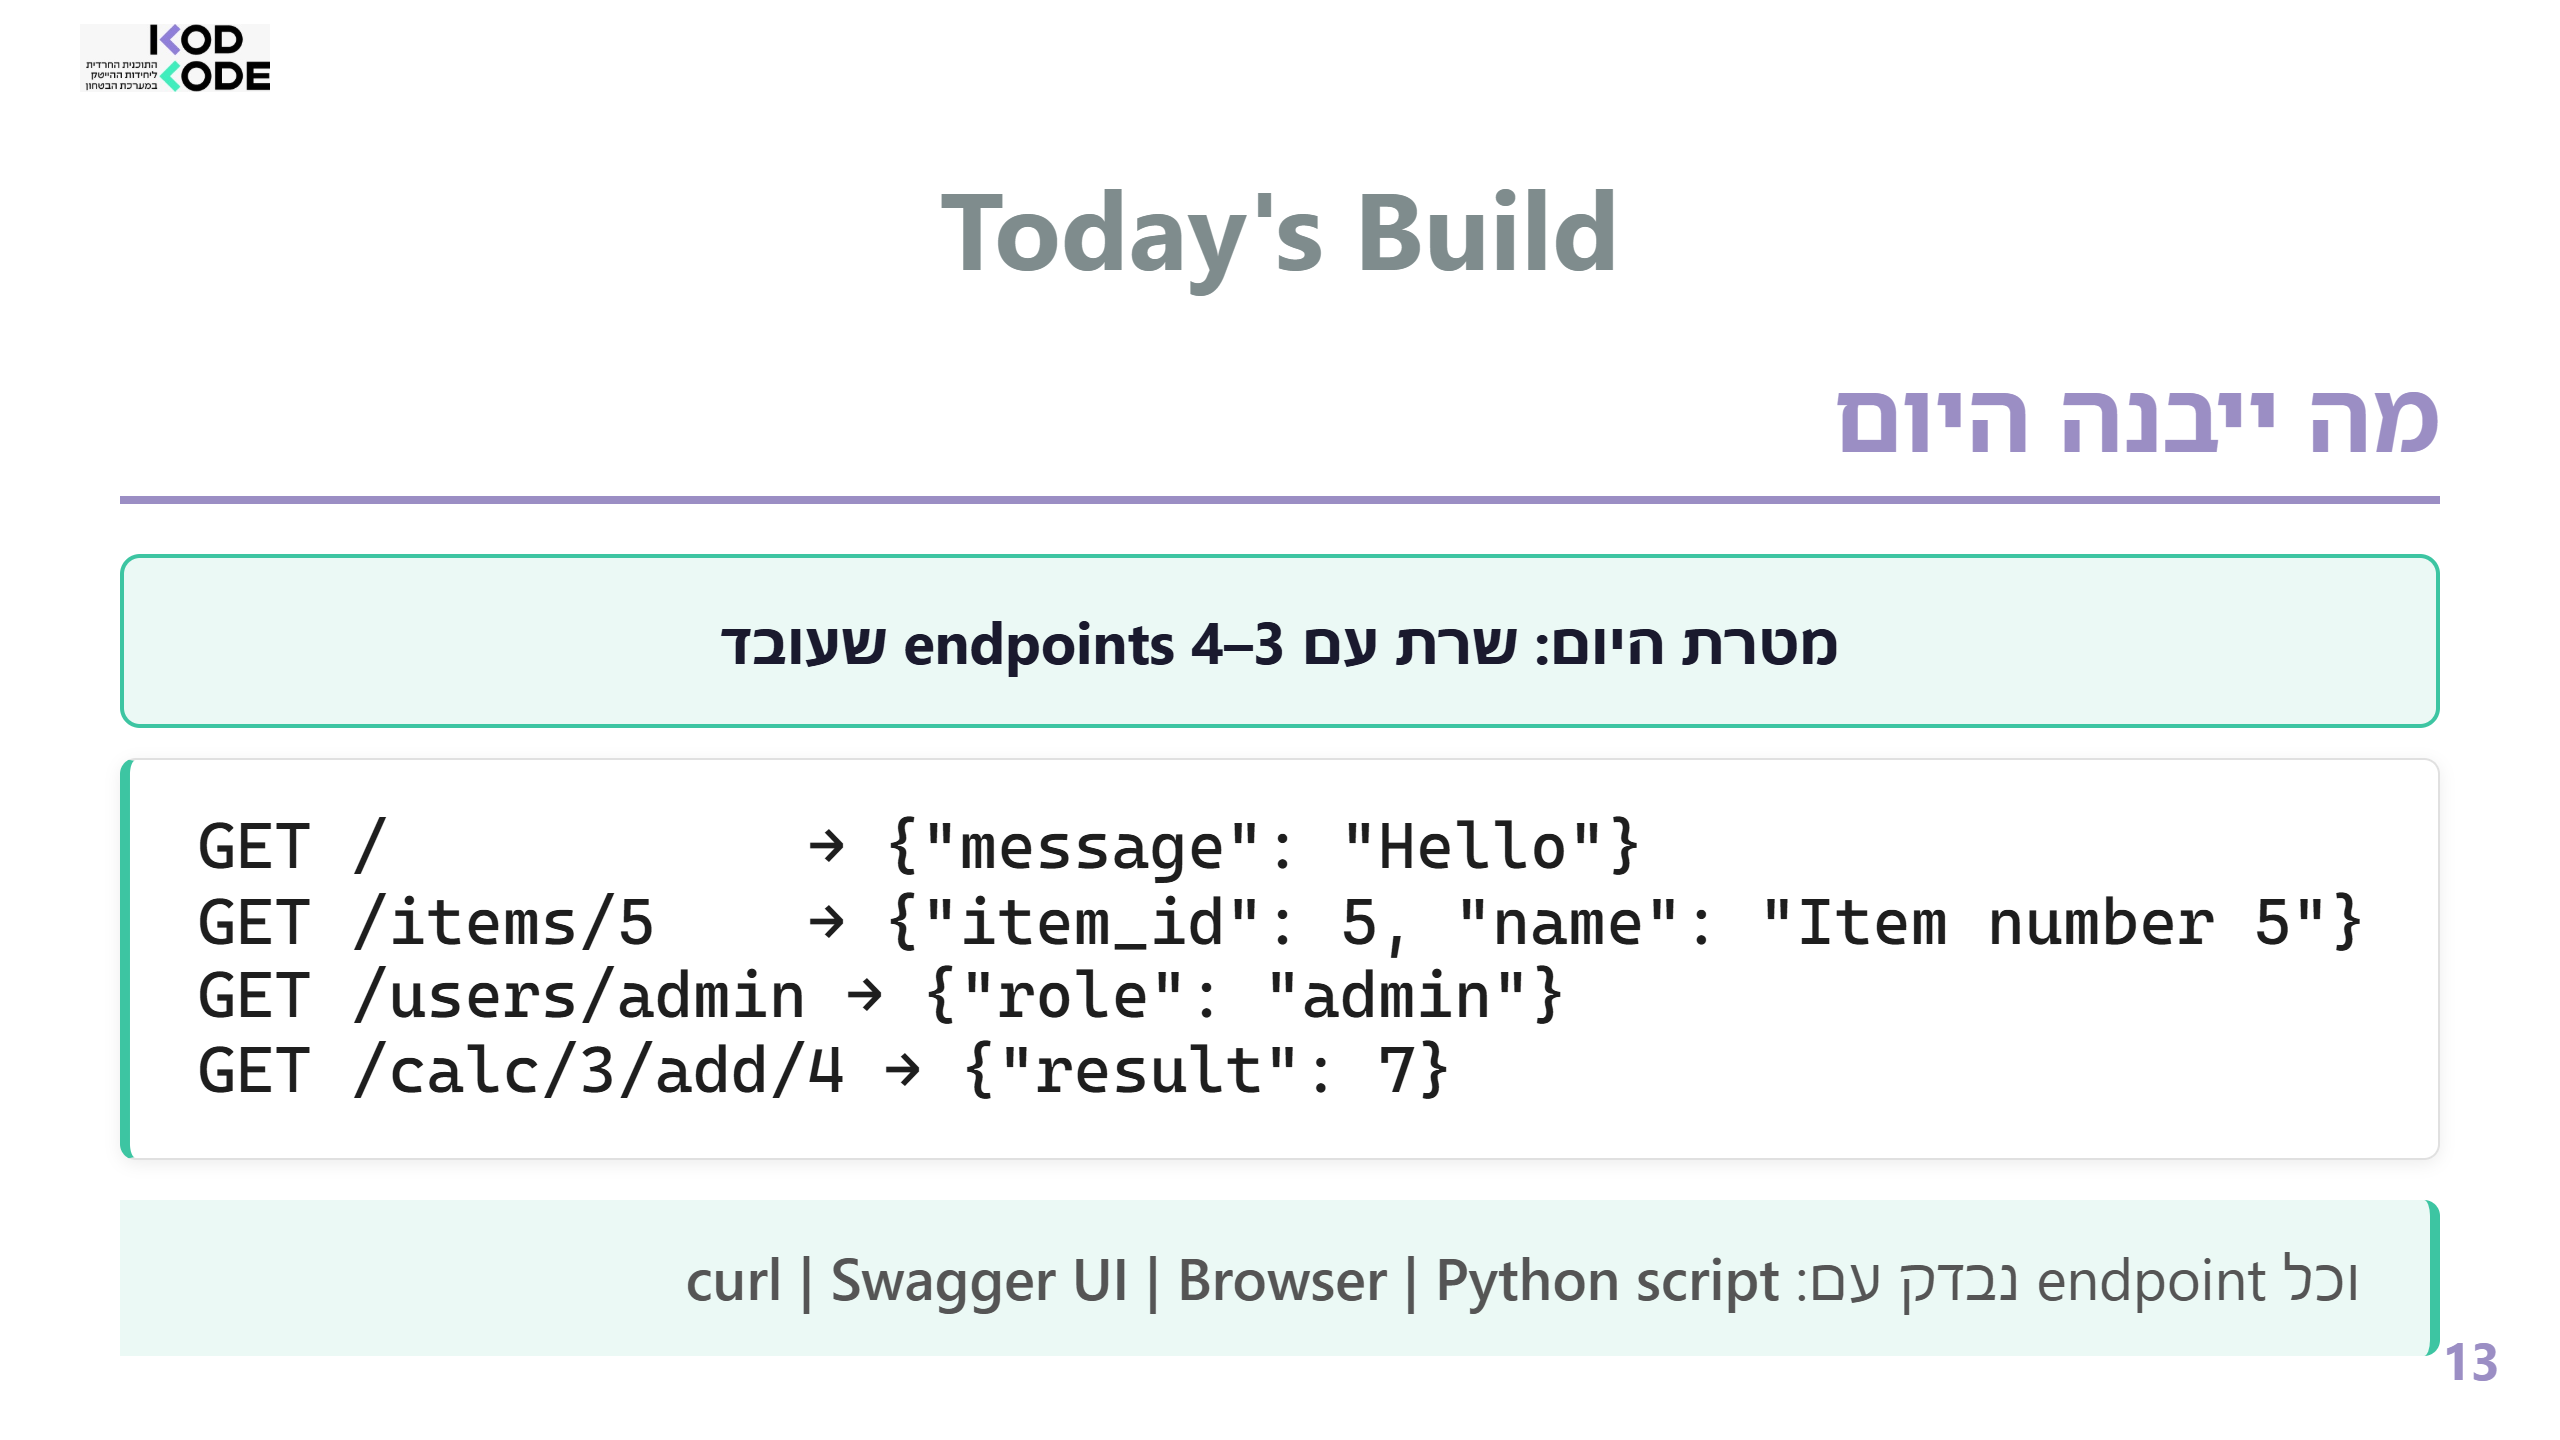 KOD
KODE
התוכנית החרדית
ליחידות ההייטק
במערכת הבטחון
Today's Build
מה ייבנה היום
מטרת היום: שרת עם 3–4 endpoints שעובד
GET /           → {"message": "Hello"}
GET /items/5    → {"item_id": 5, "name": "Item number 5"}
GET /users/admin → {"role": "admin"}
GET /calc/3/add/4 → {"result": 7}
וכל endpoint נבדק עם: curl | Swagger UI | Browser | Python script
13